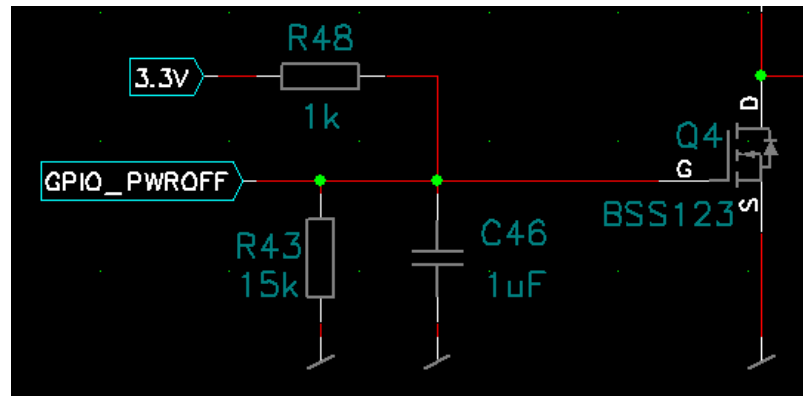 R48
3.3V
1k
D
Q4
GPIO_PWROFF
G
R43
C46
BSS123
S
15k
1uF